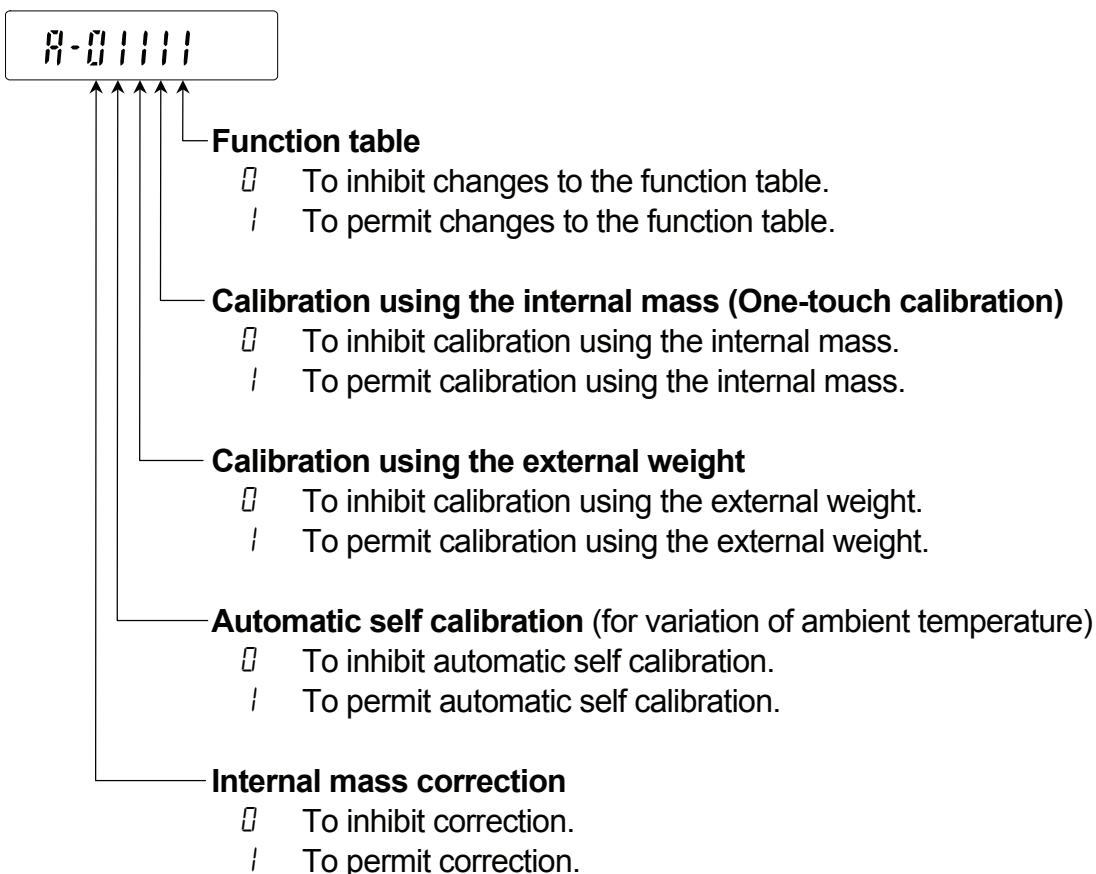 A-01111
Function table
0 To inhibit changes to the function table.
1 To permit changes to the function table.
Calibration using the internal mass (One-touch calibration)
0 To inhibit calibration using the internal mass.
1 To permit calibration using the internal mass.
Calibration using the external weight
0 To inhibit calibration using the external weight.
1 To permit calibration using the external weight.
Automatic self calibration (for variation of ambient temperature)
0 To inhibit automatic self calibration.
1 To permit automatic self calibration.
Internal mass correction
0 To inhibit correction.
1 To permit correction.